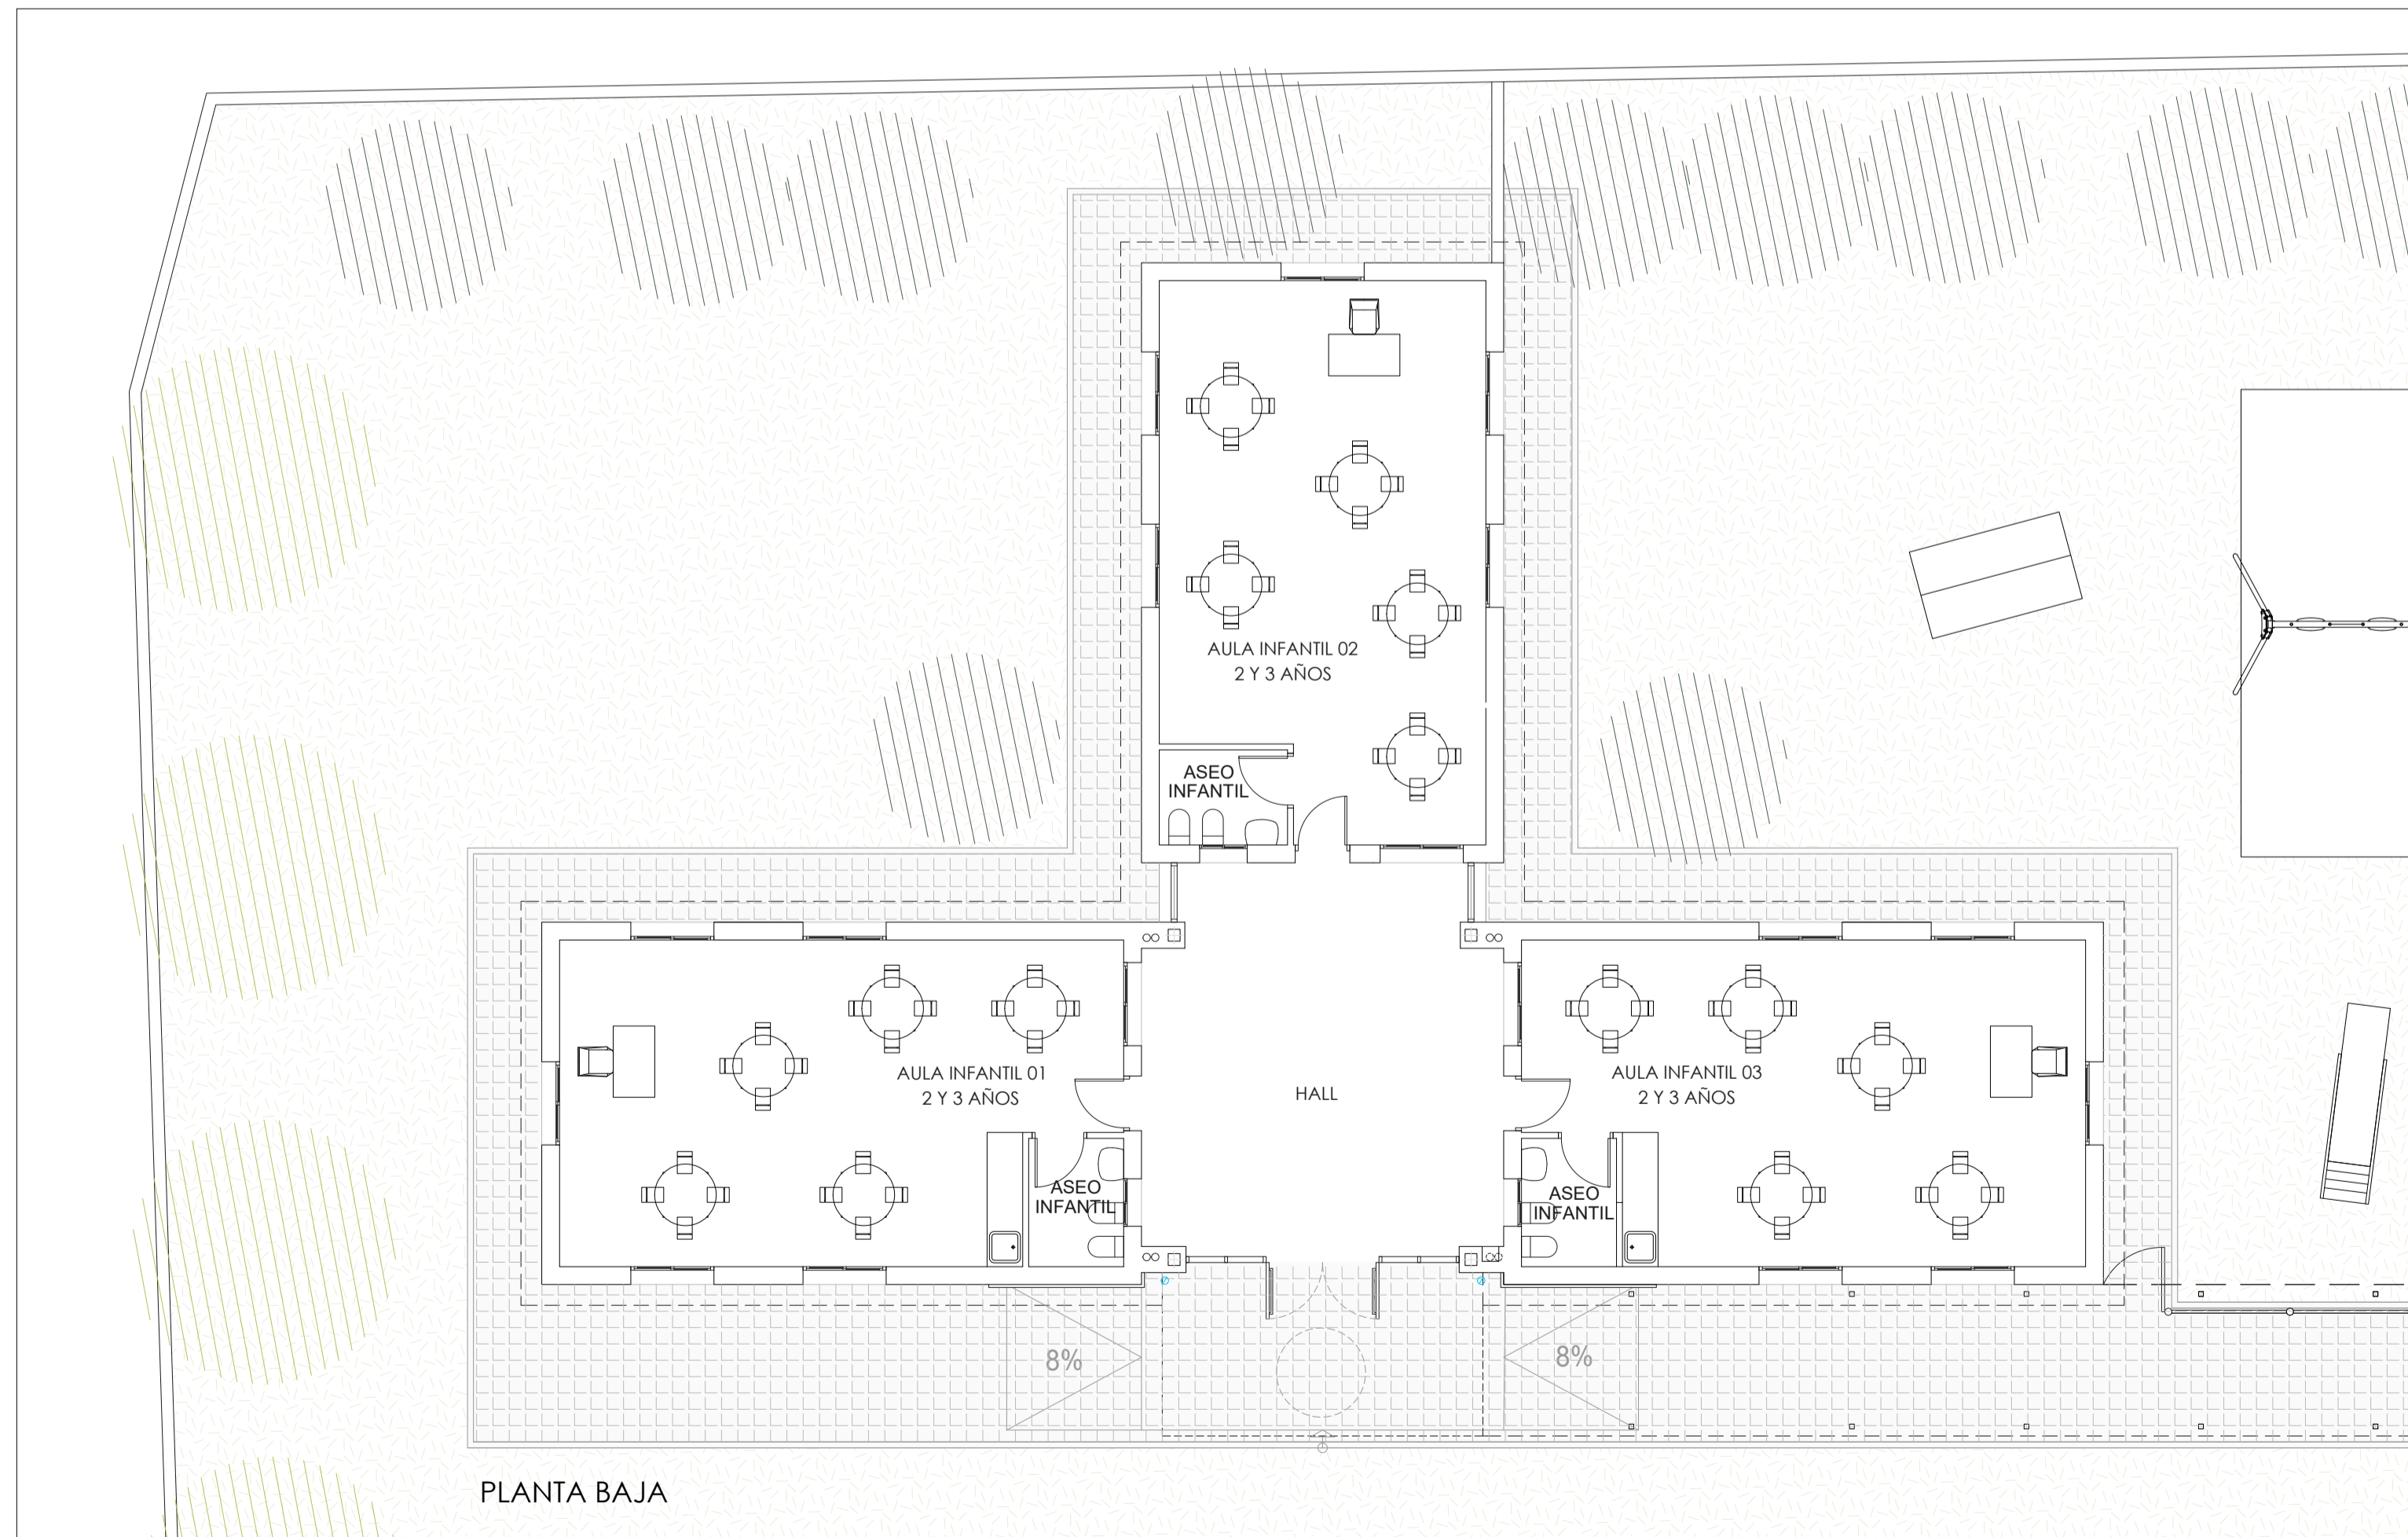 AULA INFANTIL 02
2 Y 3 AÑOS
ASEO
INFANTIL
AULA INFANTIL 01
2 Y 3 AÑOS
HALL
AULA INFANTIL 03
2 Y 3 AÑOS
ASEO
INFANTIL
ASEO
INFANTIL
8%
8%
PLANTA BAJA